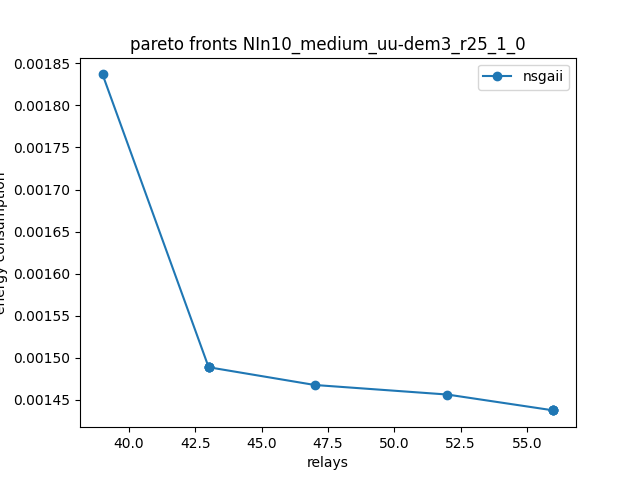 pareto fronts NIn10_medium_uu-dem3_r25_1_0
nsgaii
0.00185
0.00180
0.00175
0.00170
0.00165
0.00160
0.00155
0.00150
0.00145
energy consumption
40.0 42.5 45.0 47.5 50.0 52.5 55.0
relays